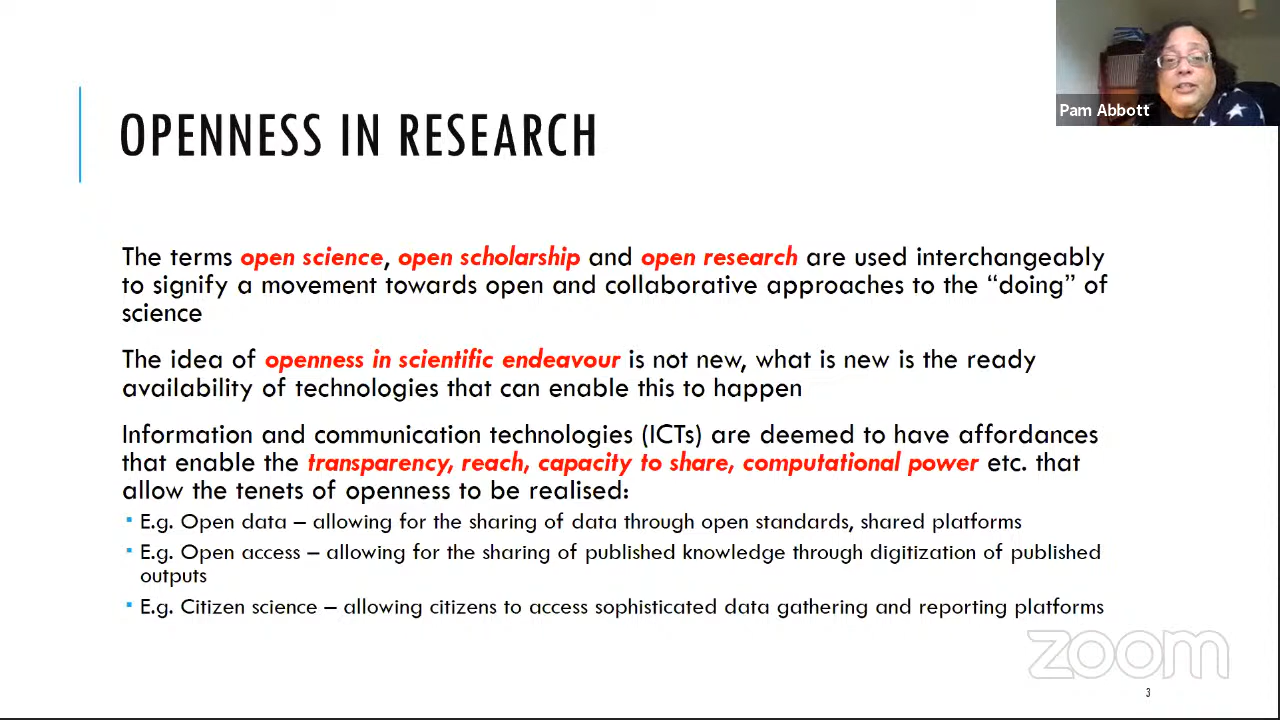 Pam Abbott
OPENNESS IN RESEARCH
The terms open science, open scholarship and open research are used interchangeably
to signify a movement towards open and collaborative approaches to the “doing” of
science
The idea of openness in scientific endeavour is not new, what is new is the ready
availability of technologies that can enable this to happen
Information and communication technologies (ICTs) are deemed to have affordances
that enable the transparency, reach, capacity to share, computational power etc. that
allow the tenets of openness to be realised:
▪ E.g. Open data – allowing for the sharing of data through open standards, shared platforms
▪ E.g. Open access – allowing for the sharing of published knowledge through digitization of published
outputs
▪ E.g. Citizen science – allowing citizens to access sophisticated data gathering and reporting platforms
zoom
3